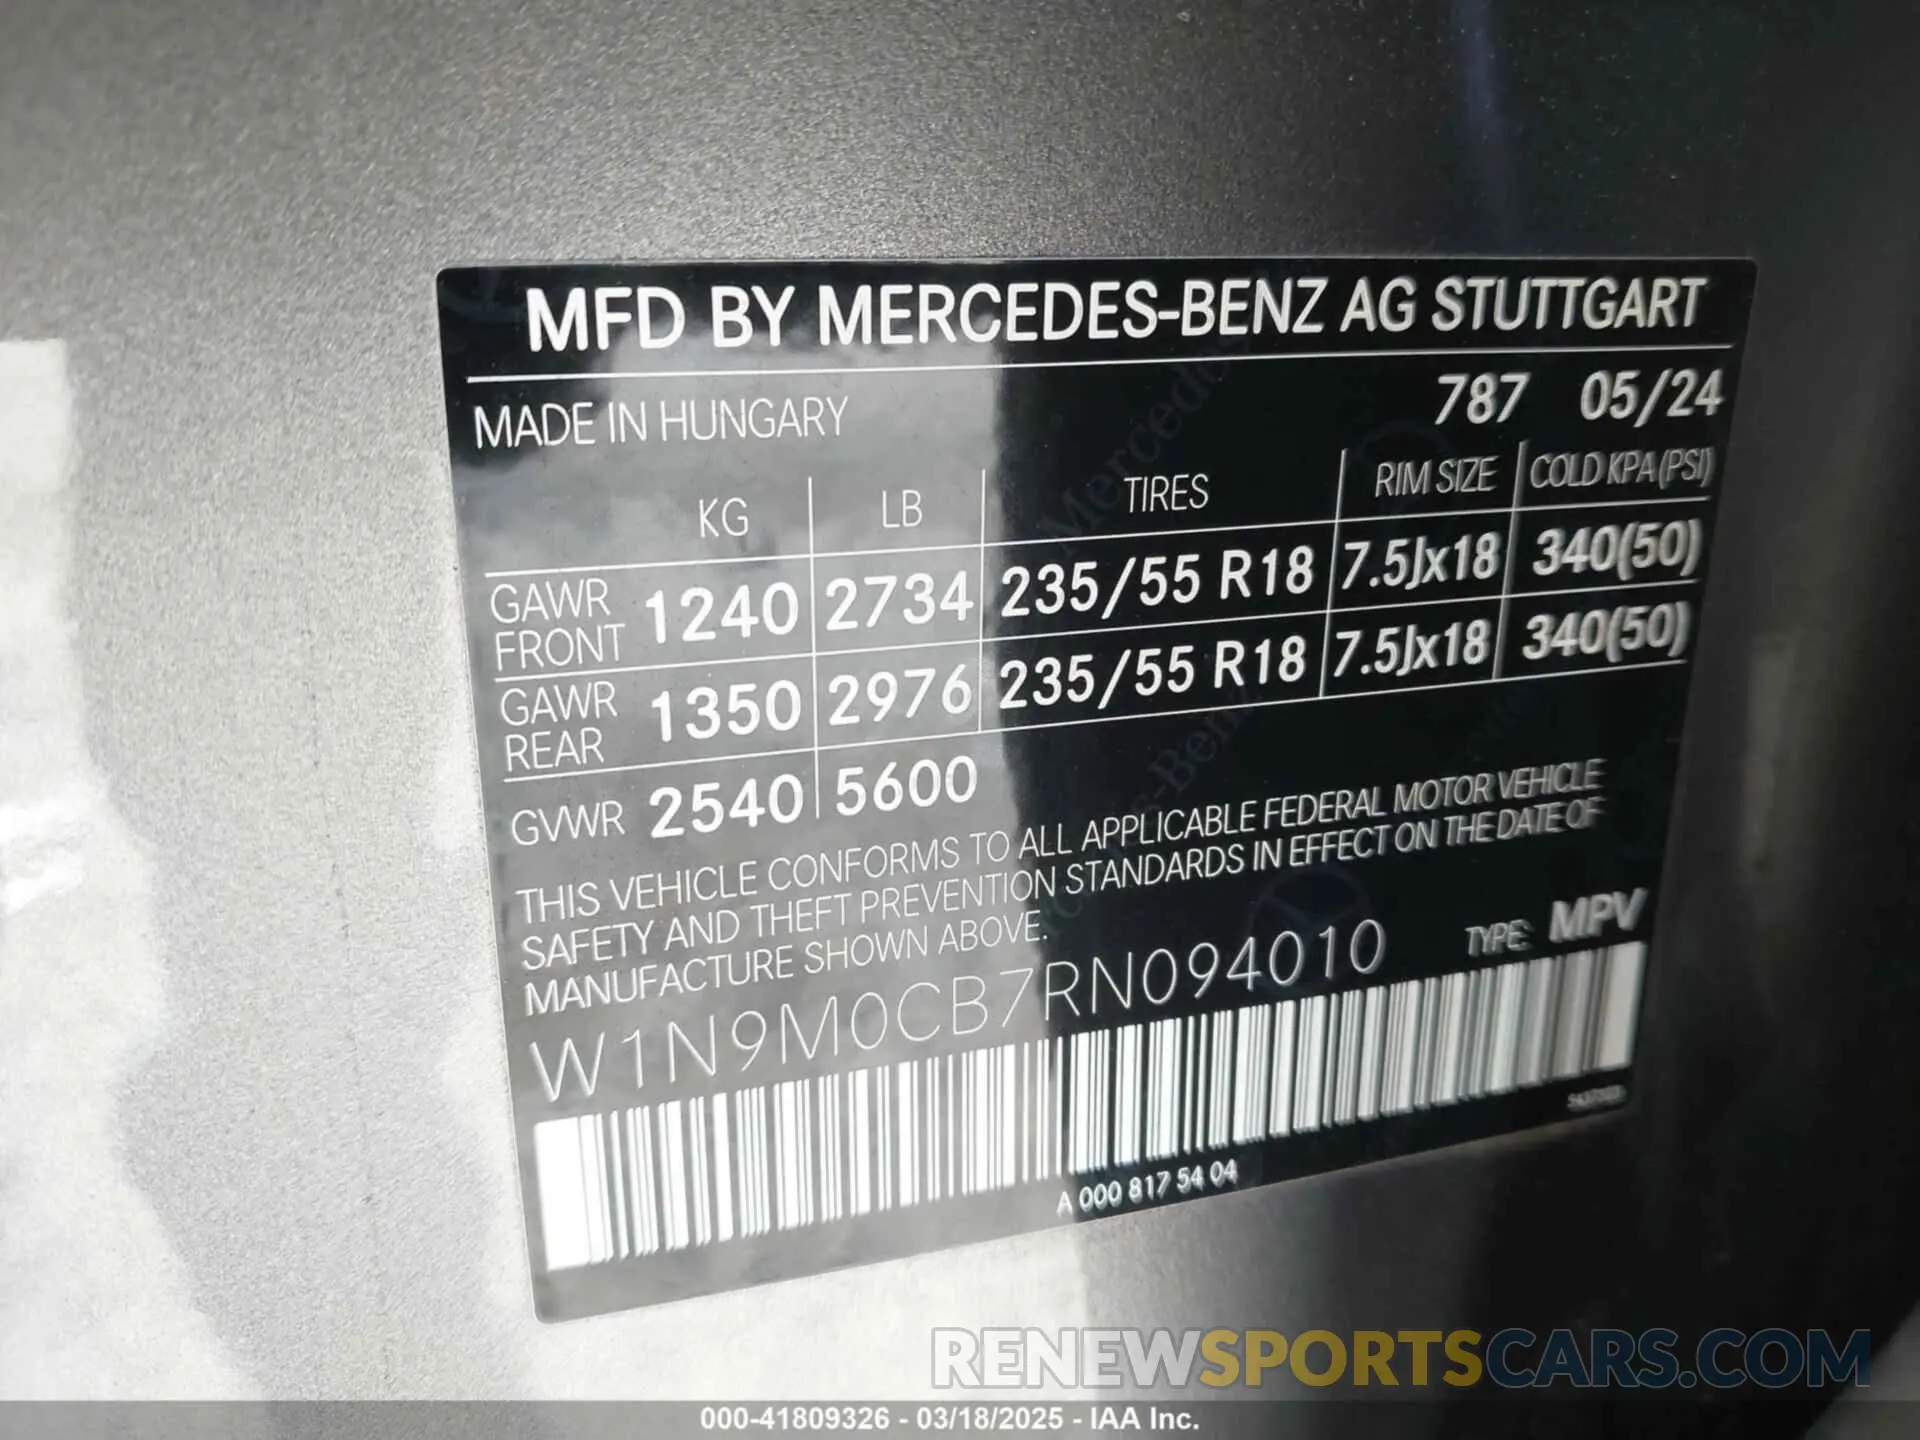 MFD BY MERCEDES-BENZ AG STUTTGART
MADE IN HUNGARY 787 05/24
KG LB TIRES RIM SIZE COLD KPA(PSI)
GAWR FRONT 1240 2734 235/55 R18 7.5Jx18 340(50)
GAWR REAR 1350 2976 235/55 R18 7.5Jx18 340(50)
GVWR 2540 5600
THIS VEHICLE CONFORMS TO ALL APPLICABLE FEDERAL MOTOR VEHICLE
SAFETY AND THEFT PREVENTION STANDARDS IN EFFECT ON THE DATE OF
MANUFACTURE SHOWN ABOVE.
W1N9M0CB7RN094010 TYPE: MPV
A 000 817 54 04
RENEWSPORTSCARS.COM
000-41809326 - 03/18/2025 - IAA Inc.